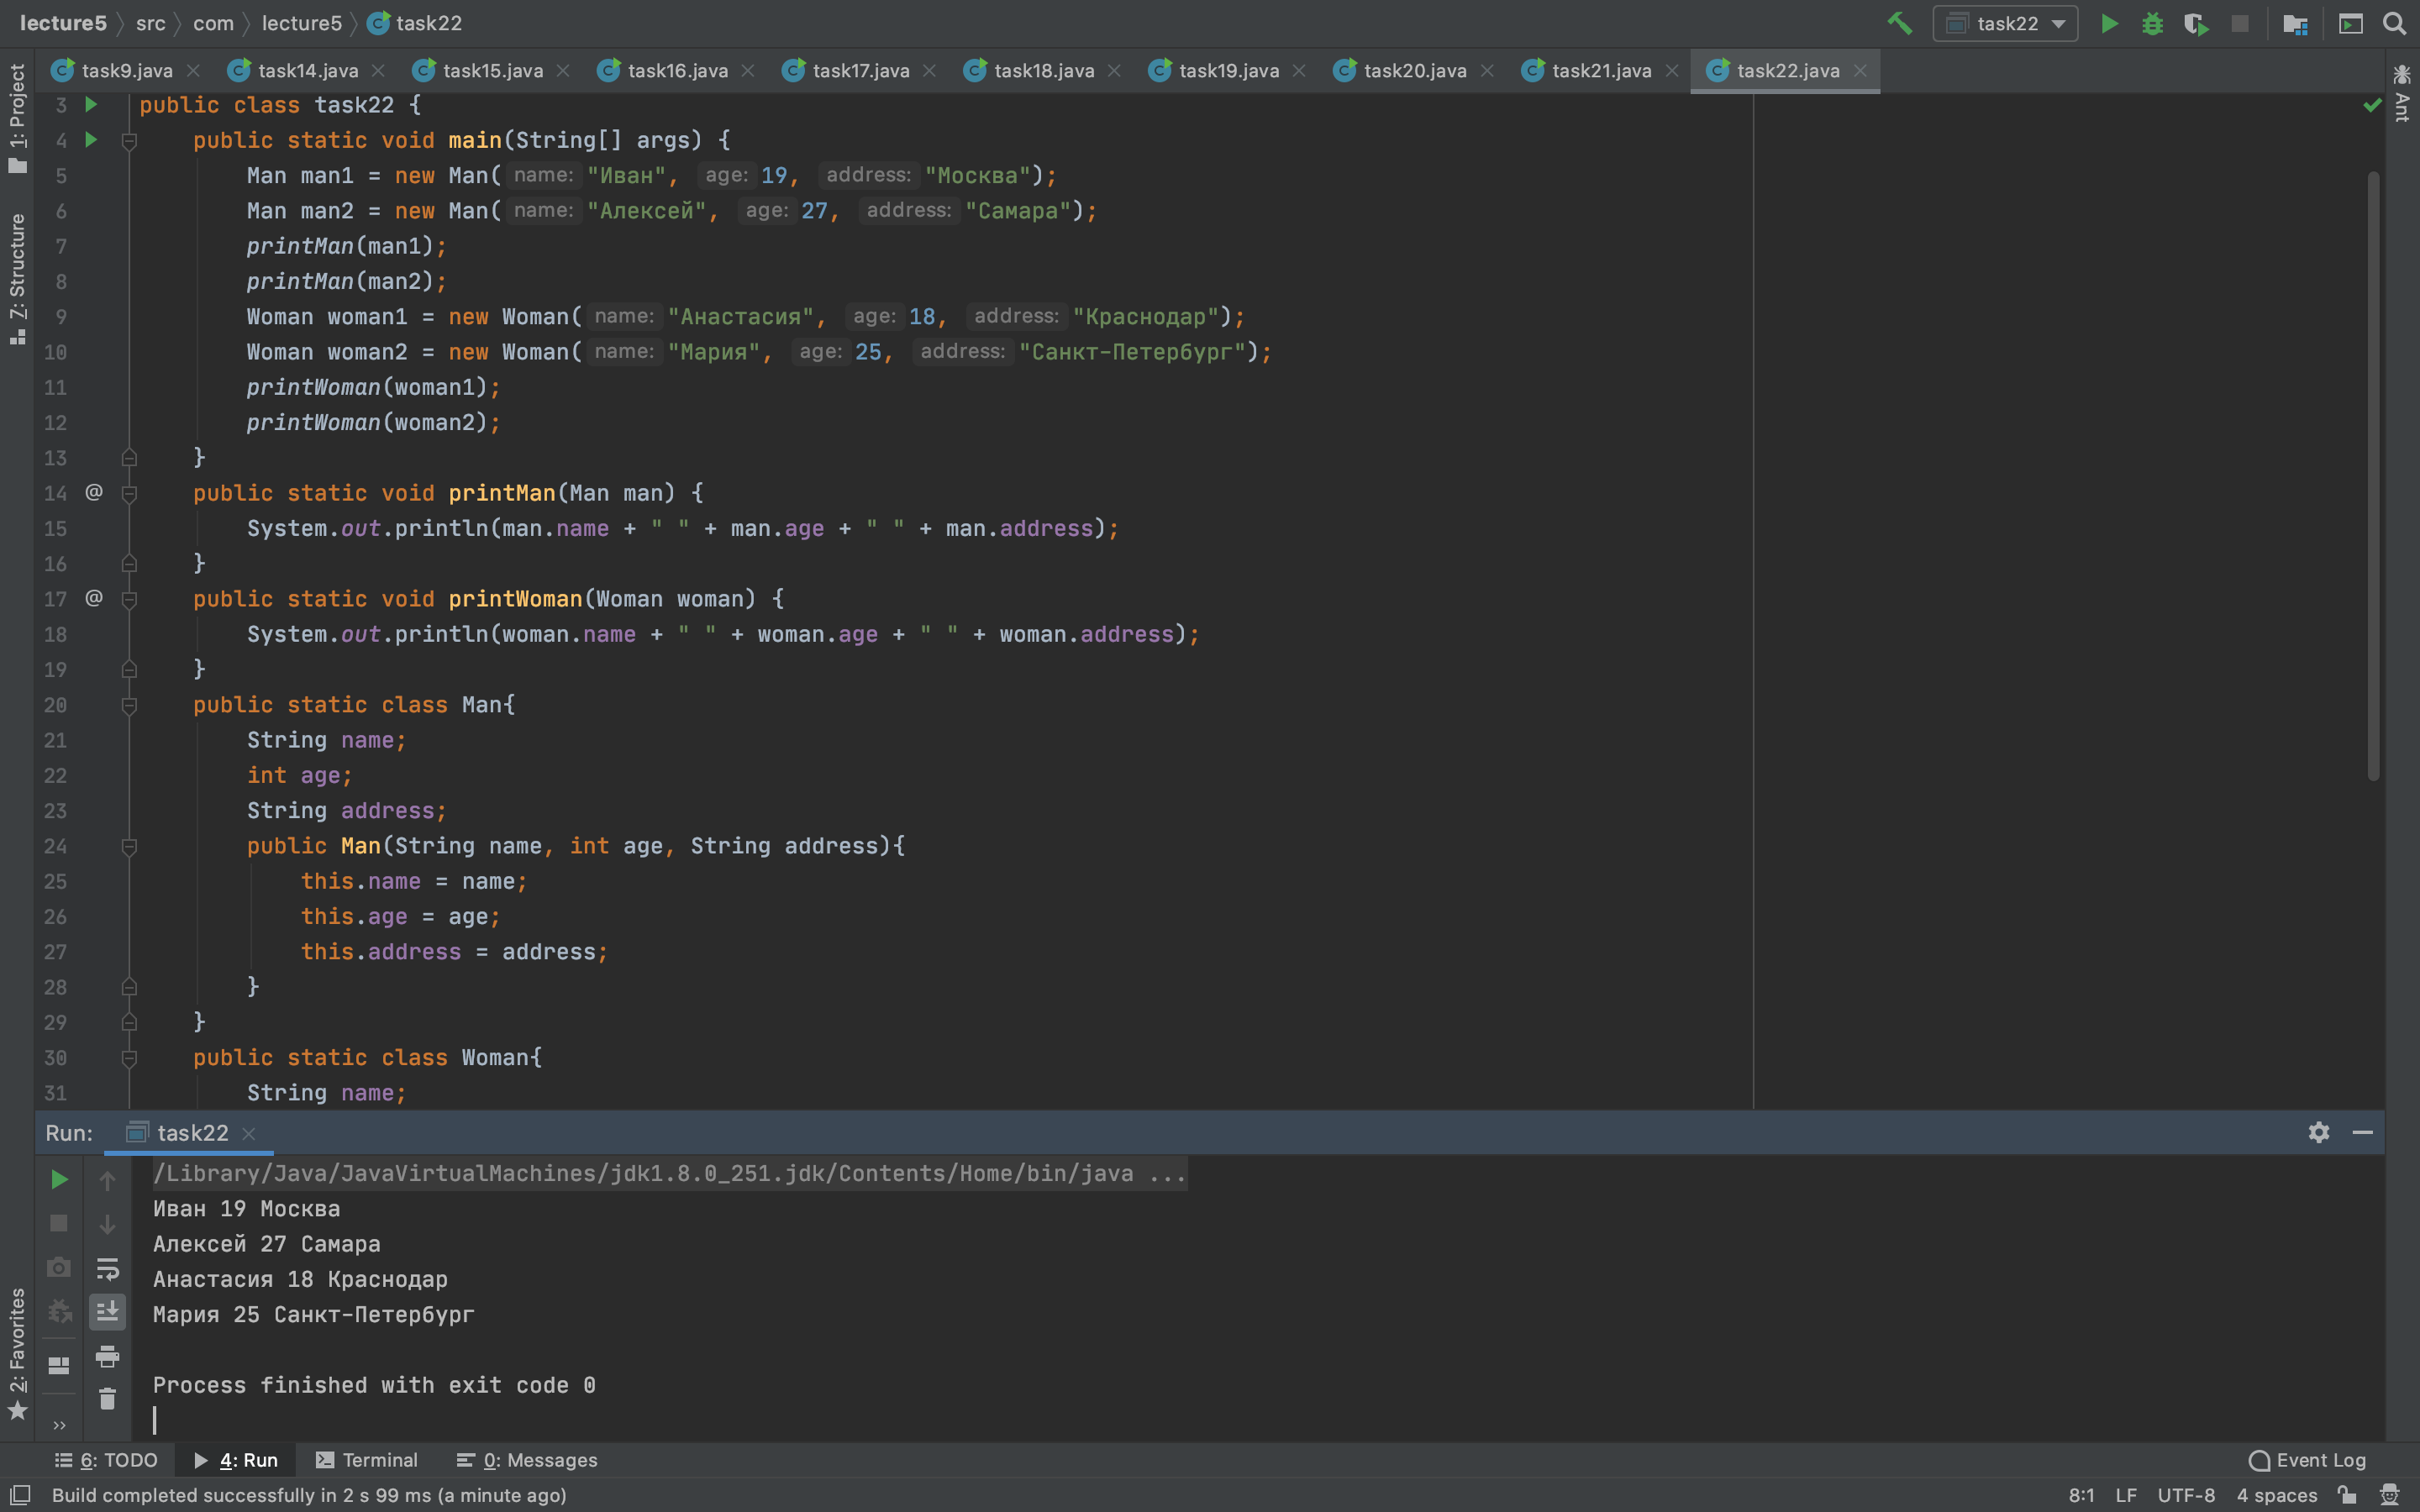 lecture5 src com lecture5 task22 task22
task9.java task14.java task15.java task16.java task17.java task18.java task19.java task20.java task21.java task22.java
1: Project
7: Structure
2: Favorites
Ant
3 public class task22 {
4 public static void main(String[] args) {
5 Man man1 = new Man( name: "Иван", age: 19, address: "Москва");
6 Man man2 = new Man( name: "Алексей", age: 27, address: "Самара");
7 printMan(man1);
8 printMan(man2);
9 Woman woman1 = new Woman( name: "Анастасия", age: 18, address: "Краснодар");
10 Woman woman2 = new Woman( name: "Мария", age: 25, address: "Санкт-Петербург");
11 printWoman(woman1);
12 printWoman(woman2);
13 }
14 @ public static void printMan(Man man) {
15 System.out.println(man.name + " " + man.age + " " + man.address);
16 }
17 @ public static void printWoman(Woman woman) {
18 System.out.println(woman.name + " " + woman.age + " " + woman.address);
19 }
20 public static class Man{
21 String name;
22 int age;
23 String address;
24 public Man(String name, int age, String address){
25 this.name = name;
26 this.age = age;
27 this.address = address;
28 }
29 }
30 public static class Woman{
31 String name;
Run: task22
/Library/Java/JavaVirtualMachines/jdk1.8.0_251.jdk/Contents/Home/bin/java ...
Иван 19 Москва
Алексей 27 Самара
Анастасия 18 Краснодар
Мария 25 Санкт-Петербург
Process finished with exit code 0
6: TODO 4: Run Terminal 0: Messages Event Log
Build completed successfully in 2 s 99 ms (a minute ago) 8:1 LF UTF-8 4 spaces